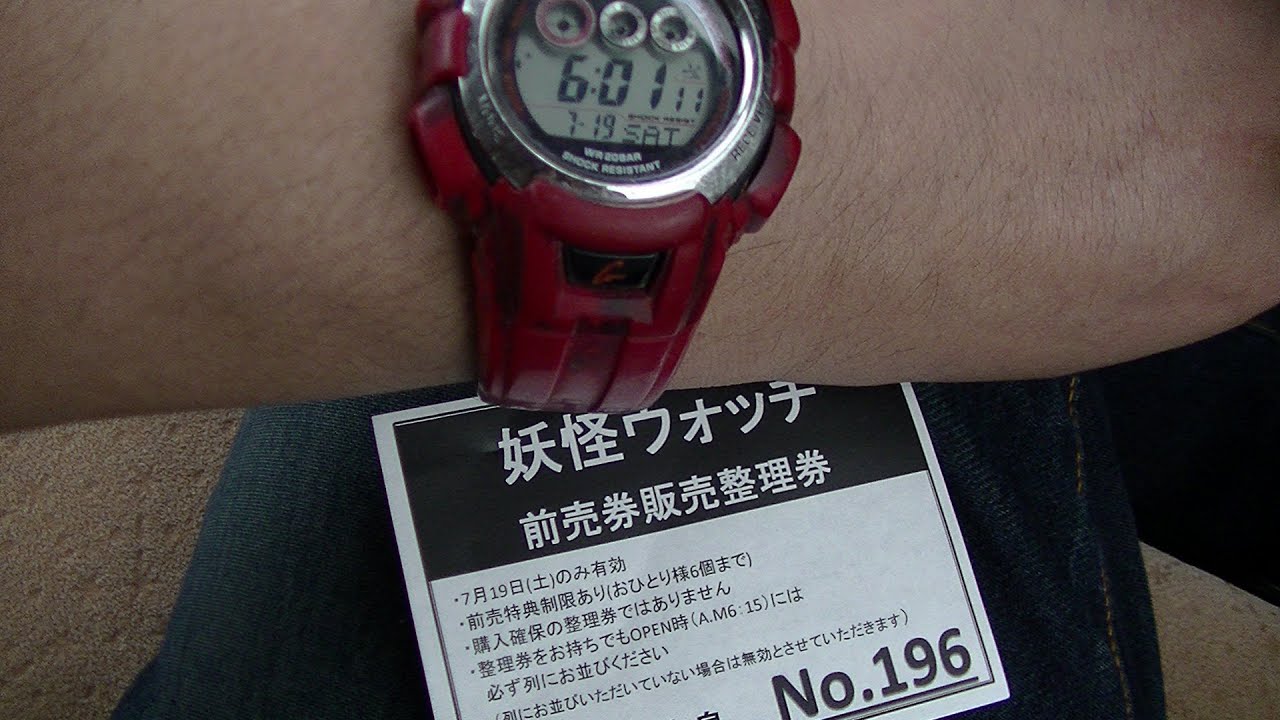 6:01 11
SHOCK RESIST
7-19 SAT
WR 20BAR
SHOCK RESISTANT
G
妖怪ウォッチ
前売券販売整理券
・7月19日(土)のみ有効
・前売特典制限あり(おひとり様6個まで)
・購入確保の整理券ではありません
・整理券をお持ちでもOPEN時(A.M6:15)には
必ず列にお並びください
(列にお並びいただいていない場合は無効とさせていただきます)
No.196